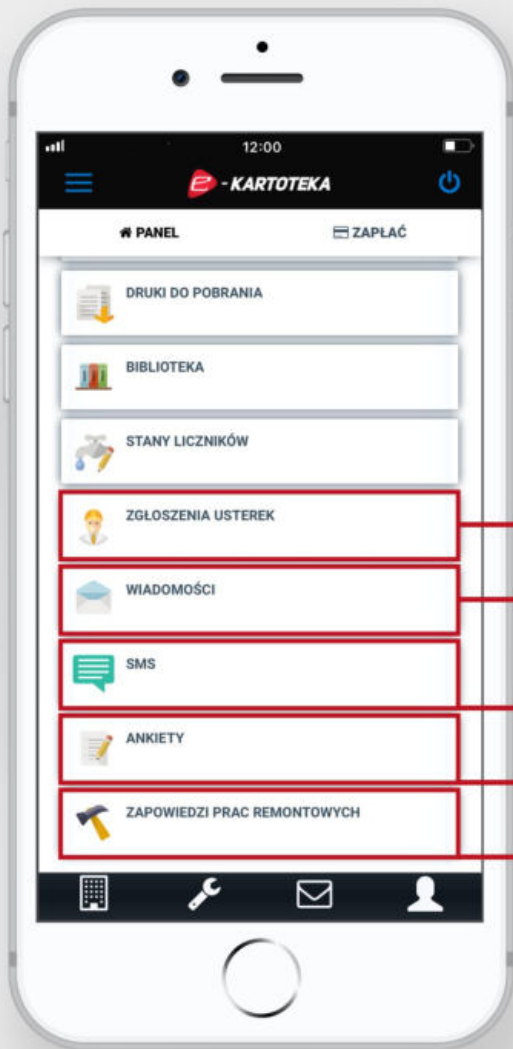 12:00
e - KARTOTEKA
PANEL
ZAPŁAĆ
DRUKI DO POBRANIA
BIBLIOTEKA
STANY LICZNIKÓW
ZGŁOSZENIA USTEREK
WIADOMOŚCI
SMS
ANKIETY
ZAPOWIEDZI PRAC REMONTOWYCH